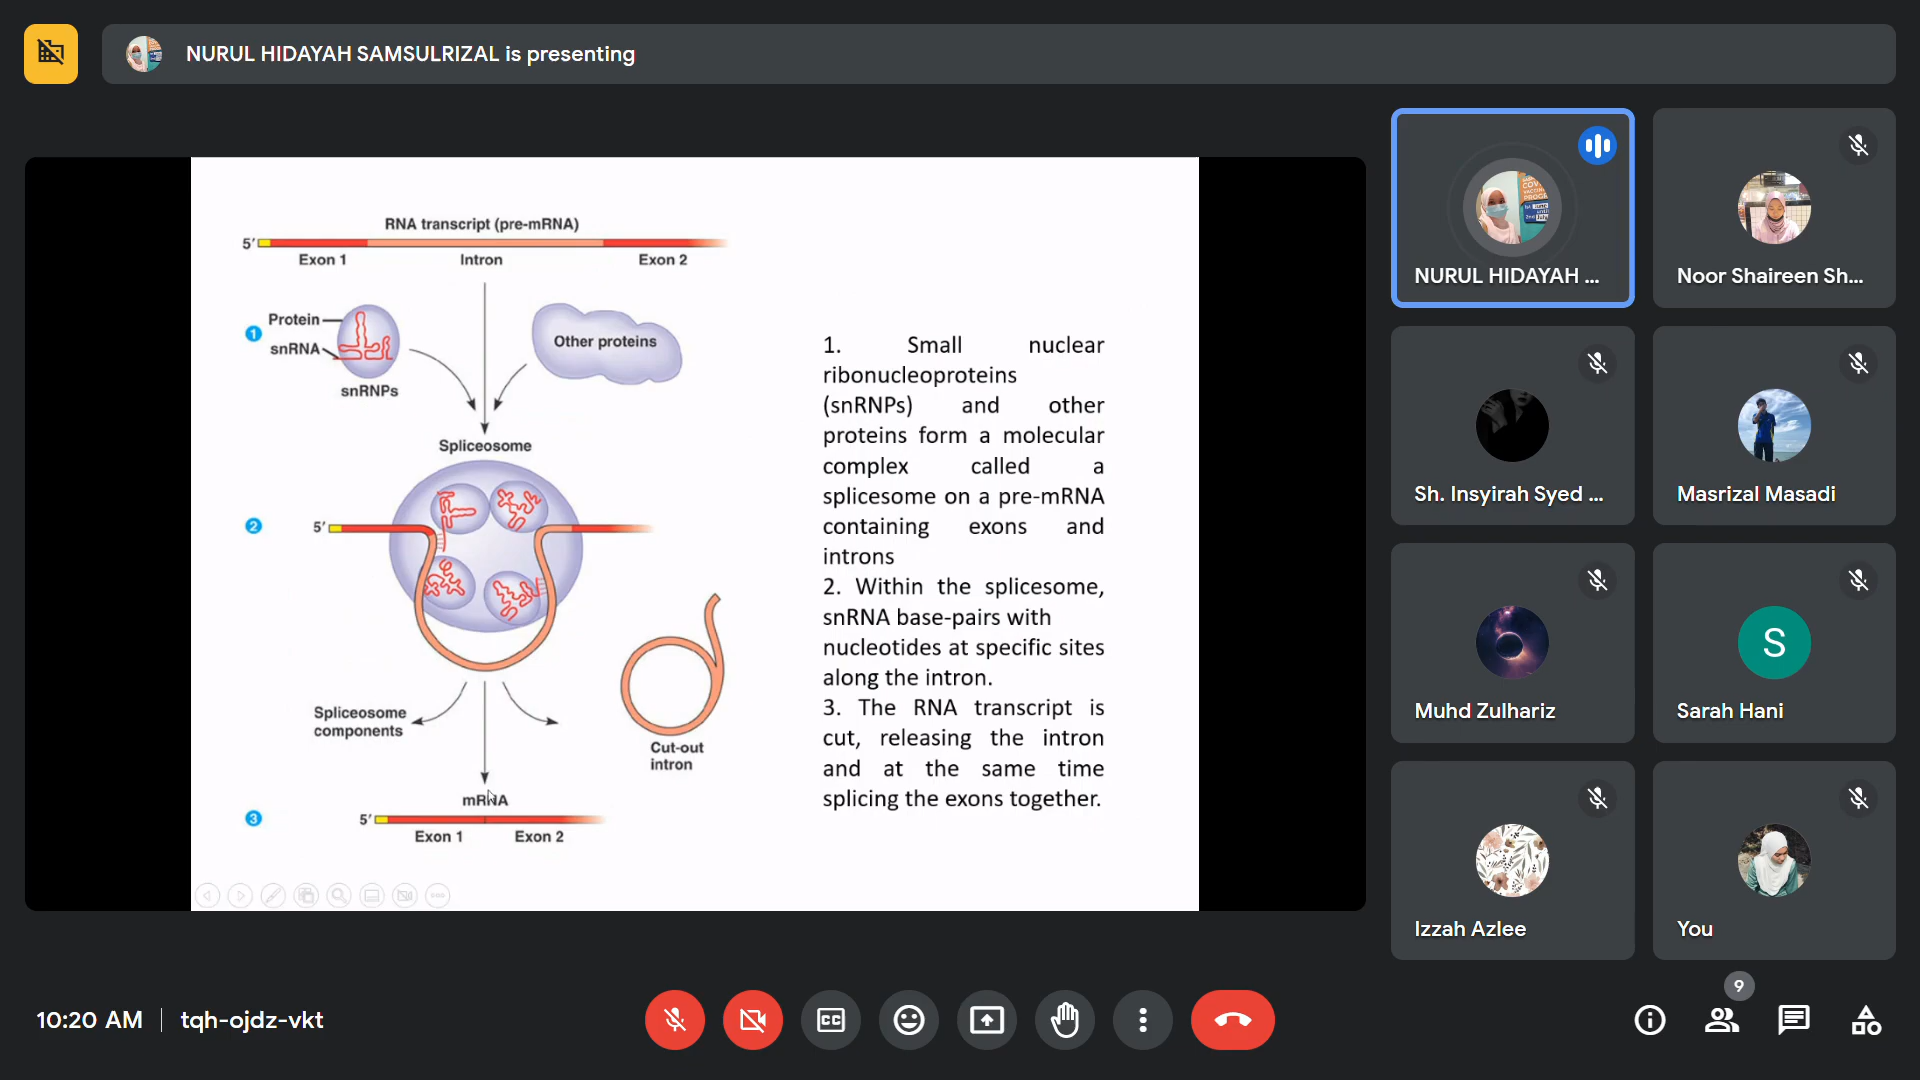 NURUL HIDAYAH SAMSULRIZAL is presenting
RNA transcript (pre-mRNA)
5'
Exon 1 Intron Exon 2
1
Protein
snRNA
snRNPs
Other proteins
Spliceosome
2
5'
Spliceosome
components
Cut-out
intron
mRNA
3
5'
Exon 1 Exon 2
1. Small nuclear
ribonucleoproteins
(snRNPs) and other
proteins form a molecular
complex called a
splicesome on a pre-mRNA
containing exons and
introns
2. Within the splicesome,
snRNA base-pairs with
nucleotides at specific sites
along the intron.
3. The RNA transcript is
cut, releasing the intron
and at the same time
splicing the exons together.
NURUL HIDAYAH ...
Noor Shaireen Sh...
Sh. Insyirah Syed ...
Masrizal Masadi
Muhd Zulhariz
S
Sarah Hani
Izzah Azlee
You
10:20 AM | tqh-ojdz-vkt
CC
9